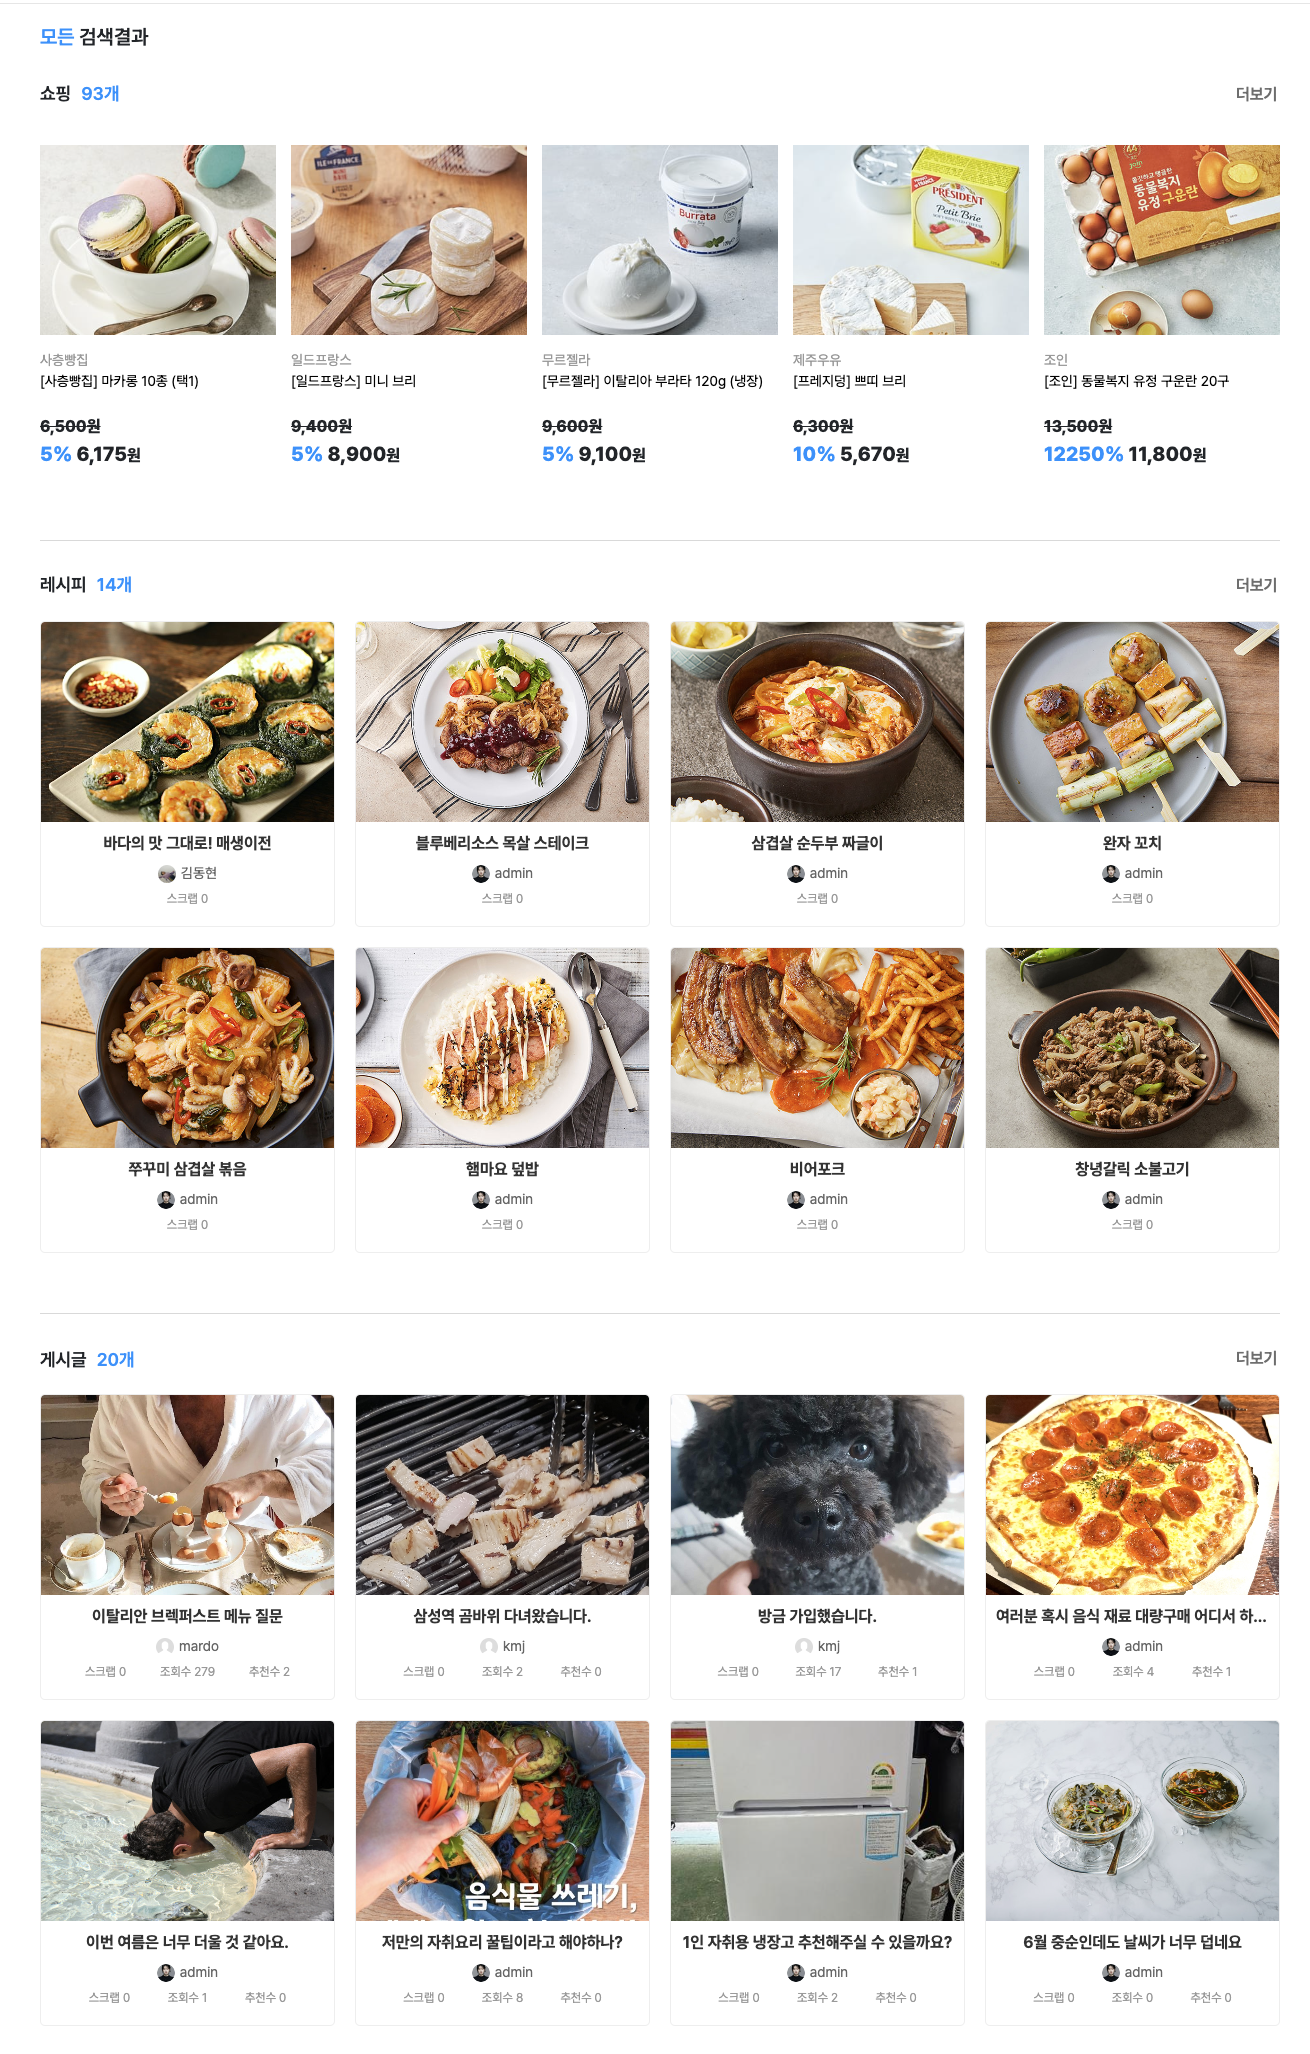 모든 검색결과
쇼핑 93개
더보기
ILE DE FRANCE
MINI
BRIE
Burrata
PRÉSIDENT
Petit Brie
동물복지
유정 구운란
사층빵집
[사층빵집] 마카롱 10종 (택1)
6,500원
5% 6,175원
일드프랑스
[일드프랑스] 미니 브리
9,400원
5% 8,900원
무르젤라
[무르젤라] 이탈리아 부라타 120g (냉장)
9,600원
5% 9,100원
제주우유
[프레지덩] 쁘띠 브리
6,300원
10% 5,670원
조인
[조인] 동물복지 유정 구운란 20구
13,500원
12250% 11,800원
레시피 14개
더보기
바다의 맛 그대로! 매생이전
김동현
스크랩 0
블루베리소스 목살 스테이크
admin
스크랩 0
삼겹살 순두부 짜글이
admin
스크랩 0
완자 꼬치
admin
스크랩 0
쭈꾸미 삼겹살 볶음
admin
스크랩 0
햄마요 덮밥
admin
스크랩 0
비어포크
admin
스크랩 0
창녕갈릭 소불고기
admin
스크랩 0
게시글 20개
더보기
이탈리안 브렉퍼스트 메뉴 질문
mardo
스크랩 0 조회수 279 추천수 2
삼성역 곰바위 다녀왔습니다.
kmj
스크랩 0 조회수 2 추천수 0
방금 가입했습니다.
kmj
스크랩 0 조회수 17 추천수 1
여러분 혹시 음식 재료 대량구매 어디서 하...
admin
스크랩 0 조회수 4 추천수 1
이번 여름은 너무 더울 것 같아요.
admin
스크랩 0 조회수 1 추천수 0
음식물 쓰레기,
저만의 자취요리 꿀팁이라고 해야하나?
admin
스크랩 0 조회수 8 추천수 0
1인 자취용 냉장고 추천해주실 수 있을까요?
admin
스크랩 0 조회수 2 추천수 0
6월 중순인데도 날씨가 너무 덥네요
admin
스크랩 0 조회수 0 추천수 0